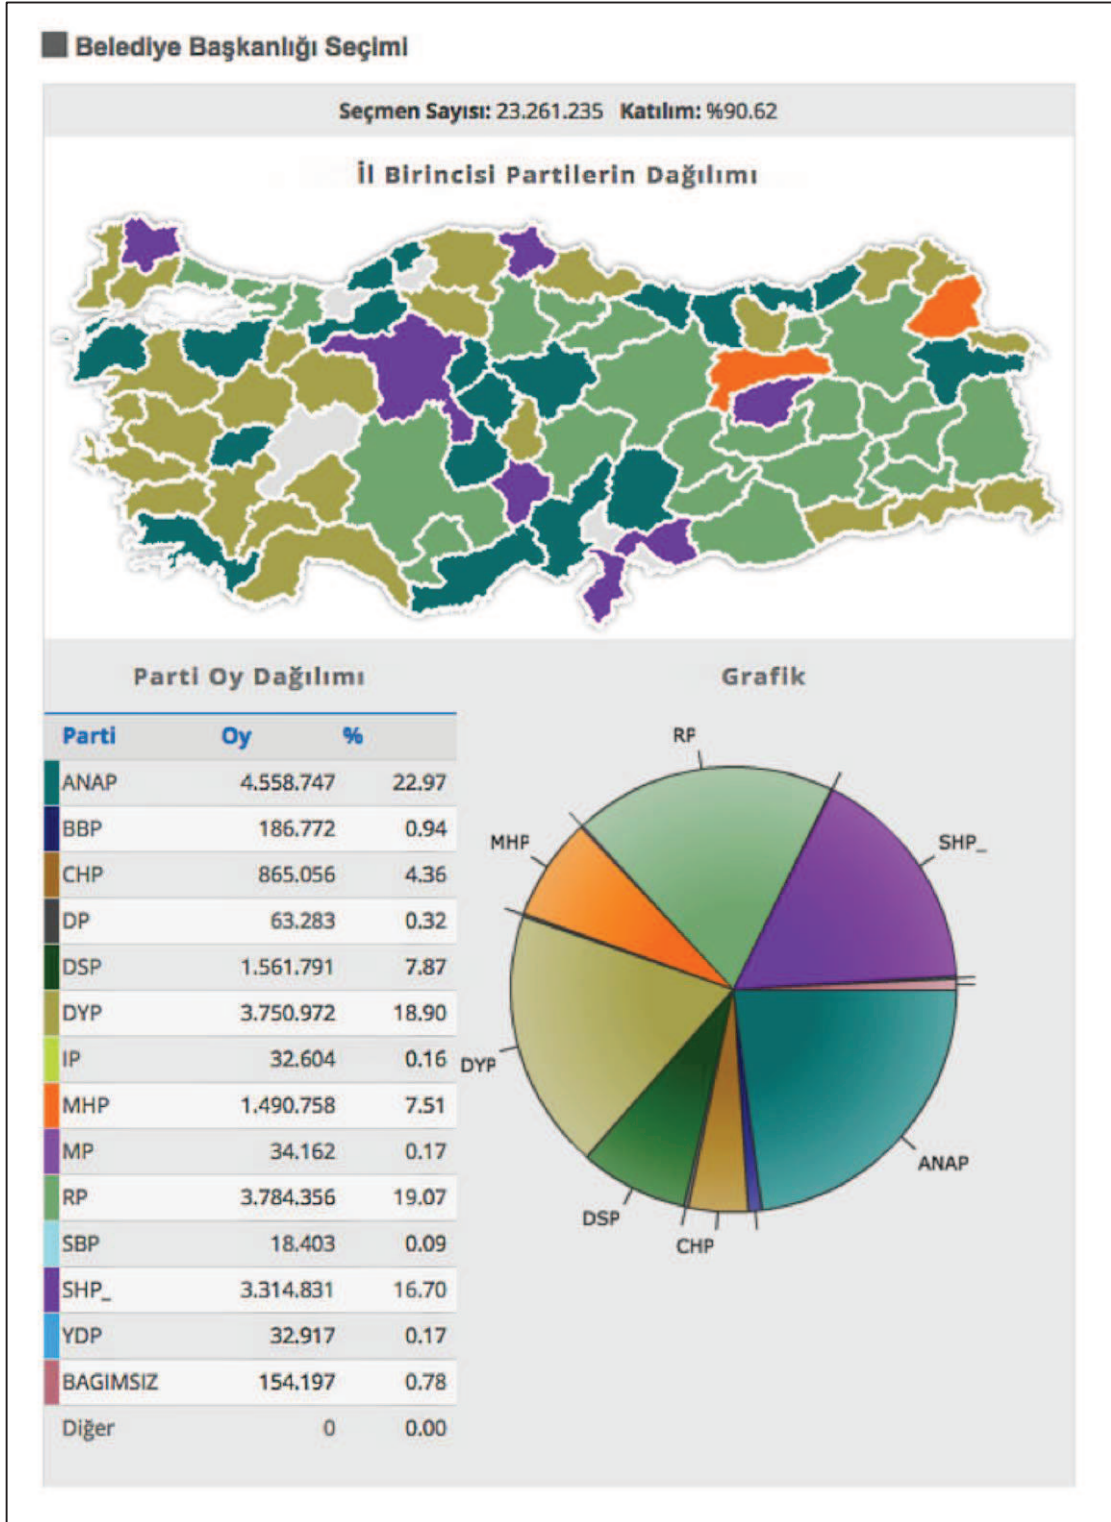 Belediye Başkanlığı Seçimi
Seçmen Sayısı: 23.261.235 Katılım: %90.62
İl Birincisi Partilerin Dağılımı
Parti Oy Dağılımı
Parti Oy %
ANAP 4.558.747 22.97
BBP 186.772 0.94
CHP 865.056 4.36
DP 63.283 0.32
DSP 1.561.791 7.87
DYP 3.750.972 18.90
IP 32.604 0.16
MHP 1.490.758 7.51
MP 34.162 0.17
RP 3.784.356 19.07
SBP 18.403 0.09
SHP_ 3.314.831 16.70
YDP 32.917 0.17
BAGIMSIZ 154.197 0.78
Diğer 0 0.00
Grafik
RP
SHP_
MHP
DYP
ANAP
DSP
CHP